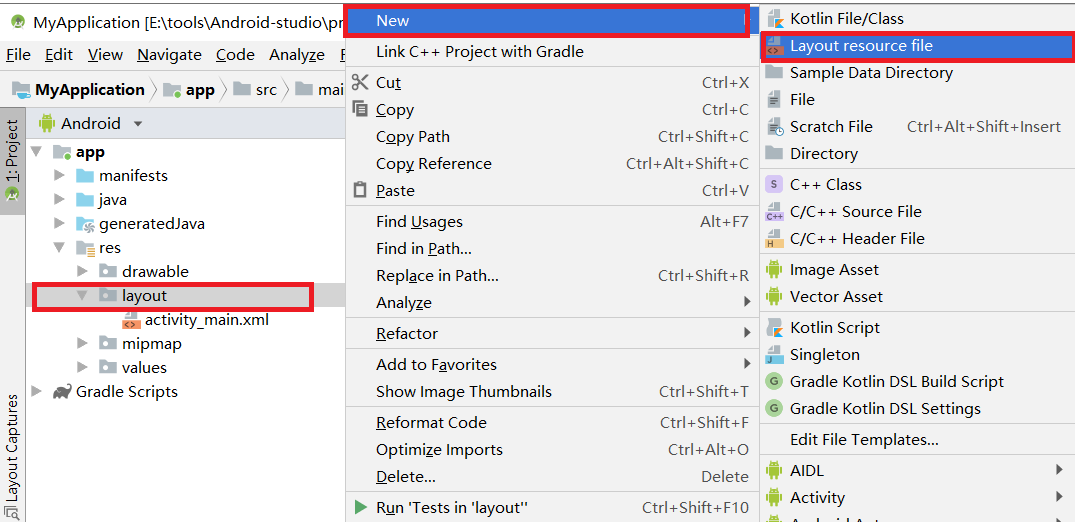 MyApplication [E:\tools\Android-studio\pr
File Edit View Navigate Code Analyze
MyApplication app src mai
Android
1: Project
app
manifests
java
generatedJava
res
drawable
layout
activity_main.xml
mipmap
values
Gradle Scripts
Layout Captures
New
Link C++ Project with Gradle
Cut Ctrl+X
Copy Ctrl+C
Copy Path Ctrl+Shift+C
Copy Reference Ctrl+Alt+Shift+C
Paste Ctrl+V
Find Usages Alt+F7
Find in Path...
Replace in Path... Ctrl+Shift+R
Analyze
Refactor
Add to Favorites
Show Image Thumbnails Ctrl+Shift+T
Reformat Code Ctrl+Shift+F
Optimize Imports Ctrl+Alt+O
Delete... Delete
Run 'Tests in 'layout'' Ctrl+Shift+F10
Kotlin File/Class
Layout resource file
Sample Data Directory
File
Scratch File Ctrl+Alt+Shift+Insert
Directory
C++ Class
C/C++ Source File
C/C++ Header File
Image Asset
Vector Asset
Kotlin Script
Singleton
Gradle Kotlin DSL Build Script
Gradle Kotlin DSL Settings
Edit File Templates...
AIDL
Activity